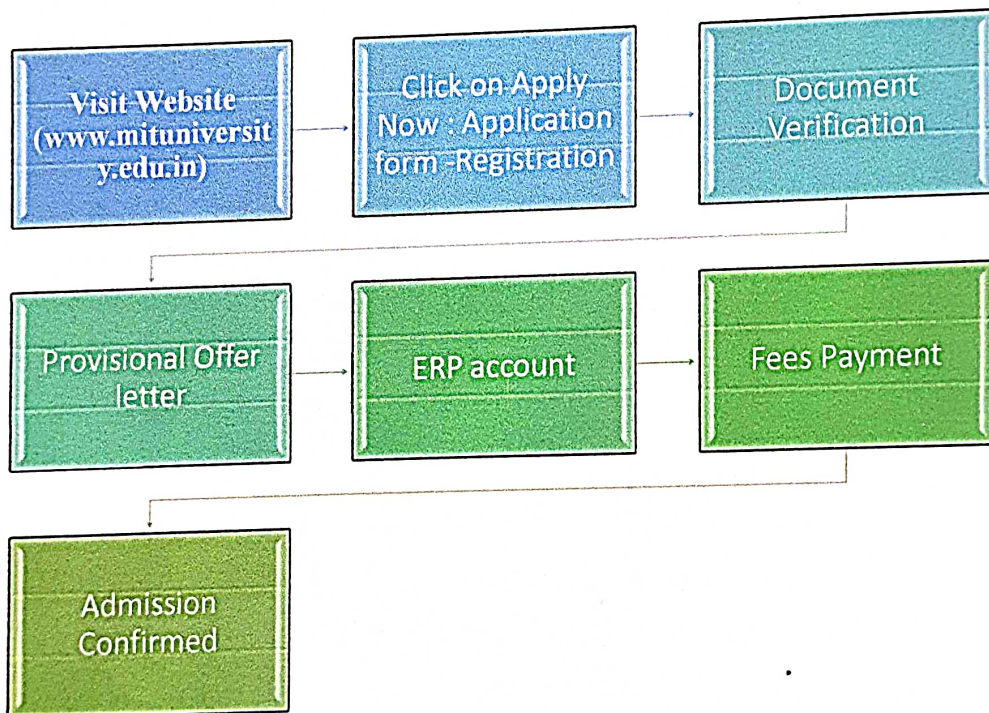 Visit Website
(www.mituniversit
y.edu.in)
Click on Apply
Now : Application
form -Registration
Document
Verification
Provisional Offer
letter
ERP account
Fees Payment
Admission
Confirmed